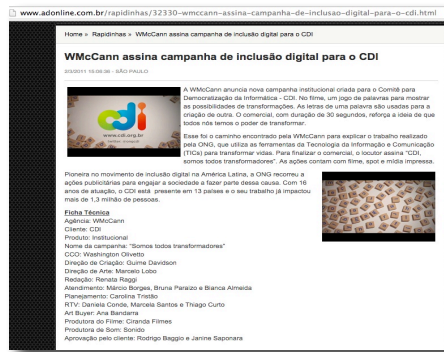 www.adonline.com.br/rapidinhas/32330-wmccann-assina-campanha-de-inclusao-digital-para-o-cdi.html
Home » Rapidinhas » WMcCann assina campanha de inclusão digital para o CDI
WMcCann assina campanha de inclusão digital para o CDI
2/3/2011 - SÃO PAULO
A WMcCann anuncia nova campanha institucional criada para o Comitê para
Democratização da Informática - CDI. No filme, um jogo de palavras para mostrar
as possibilidades de transformações. As letras de uma palavra são usadas para a
criação de outra. O comercial, com duração de 30 segundos, reforça a ideia de que
todos nós temos o poder de transformar.
cdi
www.cdi.org.br
Esse foi o caminho encontrado pela WMcCann para explicar o trabalho realizado
pela ONG, que utiliza as ferramentas da Tecnologia da Informação e Comunicação
(TICs) para transformar vidas. Para finalizar o comercial, o locutor assina "CDI,
somos todos transformadores". As ações contam com filme, spot e mídia impressa.
Pioneira no movimento de inclusão digital na América Latina, a ONG recorreu a
ações publicitárias para engajar a sociedade a fazer parte dessa causa. Com 16
anos de atuação, o CDI está presente em 13 países e o seu trabalho já impactou
mais de 1,3 milhão de pessoas.
Ficha Técnica
Agência: WMcCann
Cliente: CDI
Produto: Institucional
Nome da campanha: "Somos todos transformadores"
CCO: Washington Olivetto
Direção de Criação: Guime Davidson
Direção de Arte: Marcelo Lobo
Redação: Renata Raggi
Atendimento: Márcio Borges, Bruna Paraizo e Bianca Almeida
Planejamento: Carolina Tristão
RTV: Daniela Conde, Marcela Santos e Thiago Curto
Art Buyer: Ana Bandarra
Produtora do Filme: Ciranda Filmes
Produtora de Som: Sonido
Aprovação pelo cliente: Rodrigo Baggio e Janine Saponara